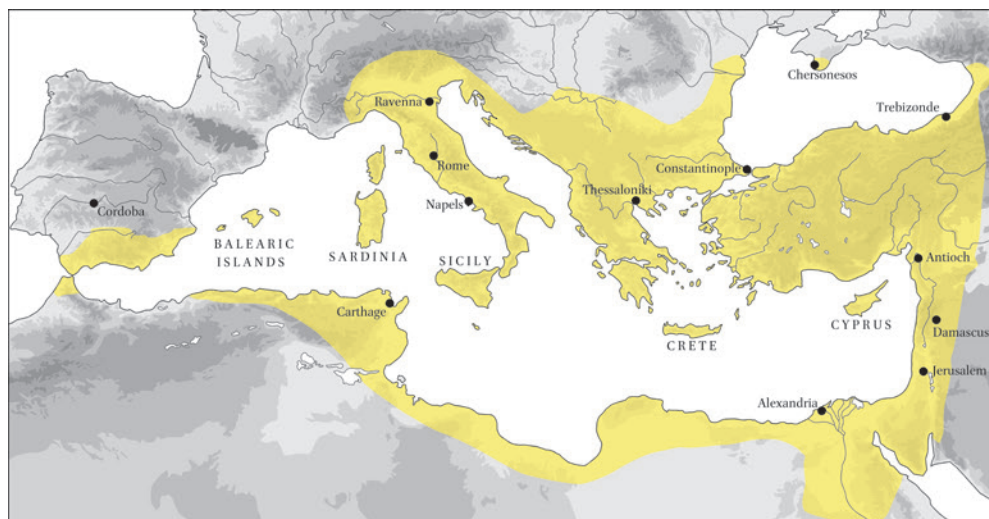 Chersonesos
Trebizonde
Ravenna
Rome
Constantinople
Thessaloniki
Napels
Cordoba
BALEARIC
ISLANDS
SARDINIA
SICILY
Antioch
Carthage
CYPRUS
Damascus
CRETE
Jerusalem
Alexandria